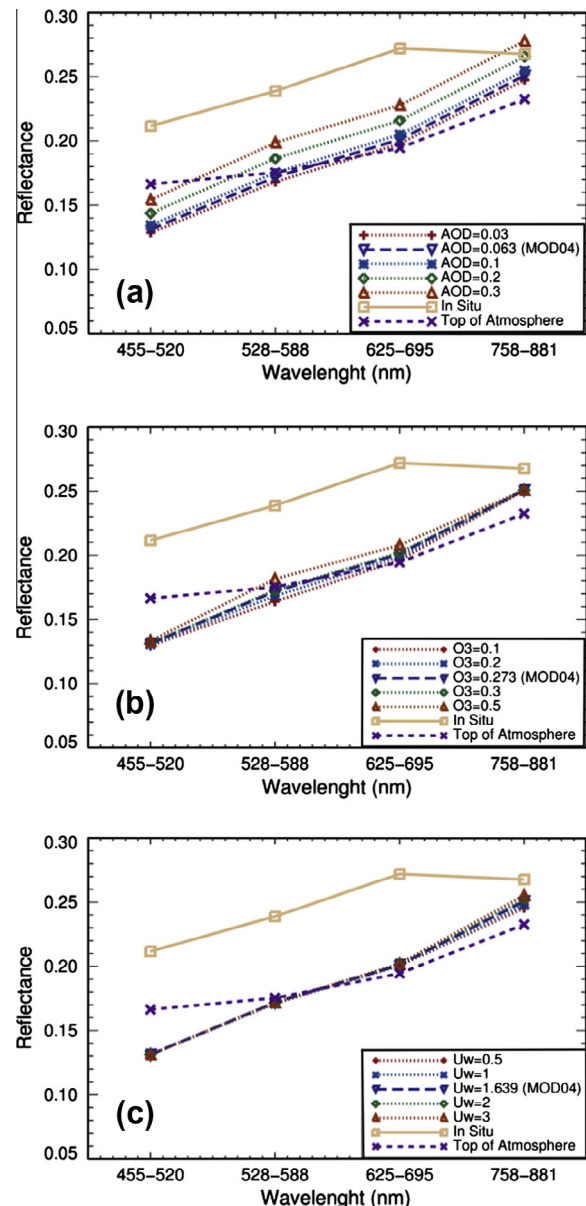 0.30
0.25
0.20
0.15
0.10
0.05
Reflectance
(a)
AOD=0.03
AOD=0.063 (MOD04)
AOD=0.1
AOD=0.2
AOD=0.3
In Situ
Top of Atmosphere
455–520 528–588 625–695 758–881
Wavelenght (nm)
0.30
0.25
0.20
0.15
0.10
0.05
Reflectance
(b)
O3=0.1
O3=0.2
O3=0.273 (MOD04)
O3=0.3
O3=0.5
In Situ
Top of Atmosphere
455–520 528–588 625–695 758–881
Wavelenght (nm)
0.30
0.25
0.20
0.15
0.10
0.05
Reflectance
(c)
Uw=0.5
Uw=1
Uw=1.639 (MOD04)
Uw=2
Uw=3
In Situ
Top of Atmosphere
455–520 528–588 625–695 758–881
Wavelenght (nm)